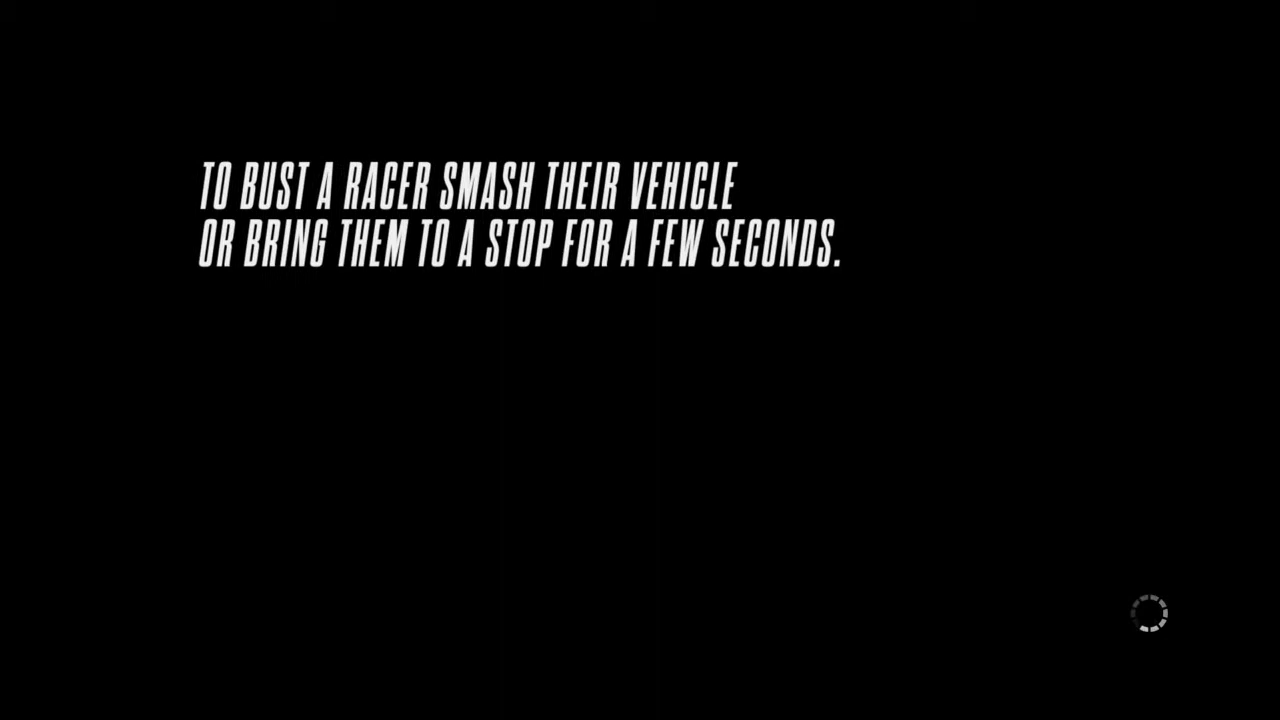 TO BUST A RACER SMASH THEIR VEHICLE
OR BRING THEM TO A STOP FOR A FEW SECONDS.